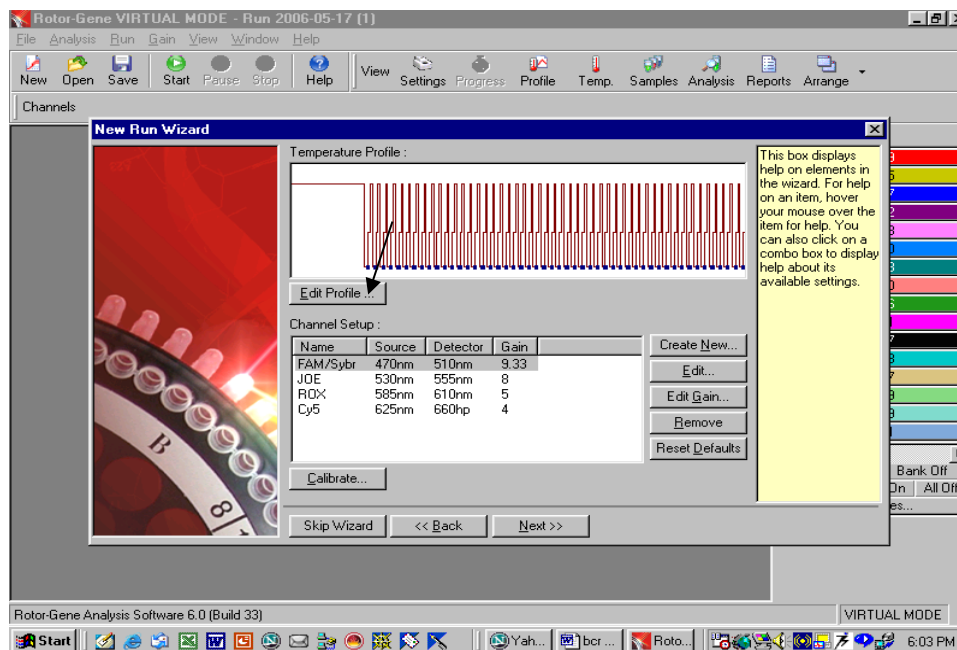 Rotor-Gene VIRTUAL MODE - Run 2006-05-17 (1)
File Analysis Run Gain View Window Help
New Open Save Start Pause Stop Help View Settings Progress Profile Temp. Samples Analysis Reports Arrange
Channels
New Run Wizard
Temperature Profile :
Edit Profile ...
Channel Setup :
Name Source Detector Gain
FAM/Sybr 470nm 510nm 9.33
JOE 530nm 555nm 8
ROX 585nm 610nm 5
Cy5 625nm 660hp 4
Create New...
Edit...
Edit Gain...
Remove
Reset Defaults
Calibrate...
Skip Wizard << Back Next >>
This box displays
help on elements in
the wizard. For help
on an item, hover
your mouse over the
item for help. You
can also click on a
combo box to display
help about its
available settings.
B
8
Bank Off
On All Off
es...
Rotor-Gene Analysis Software 6.0 (Build 33) VIRTUAL MODE
Start Yah... bcr ... Roto... 6:03 PM